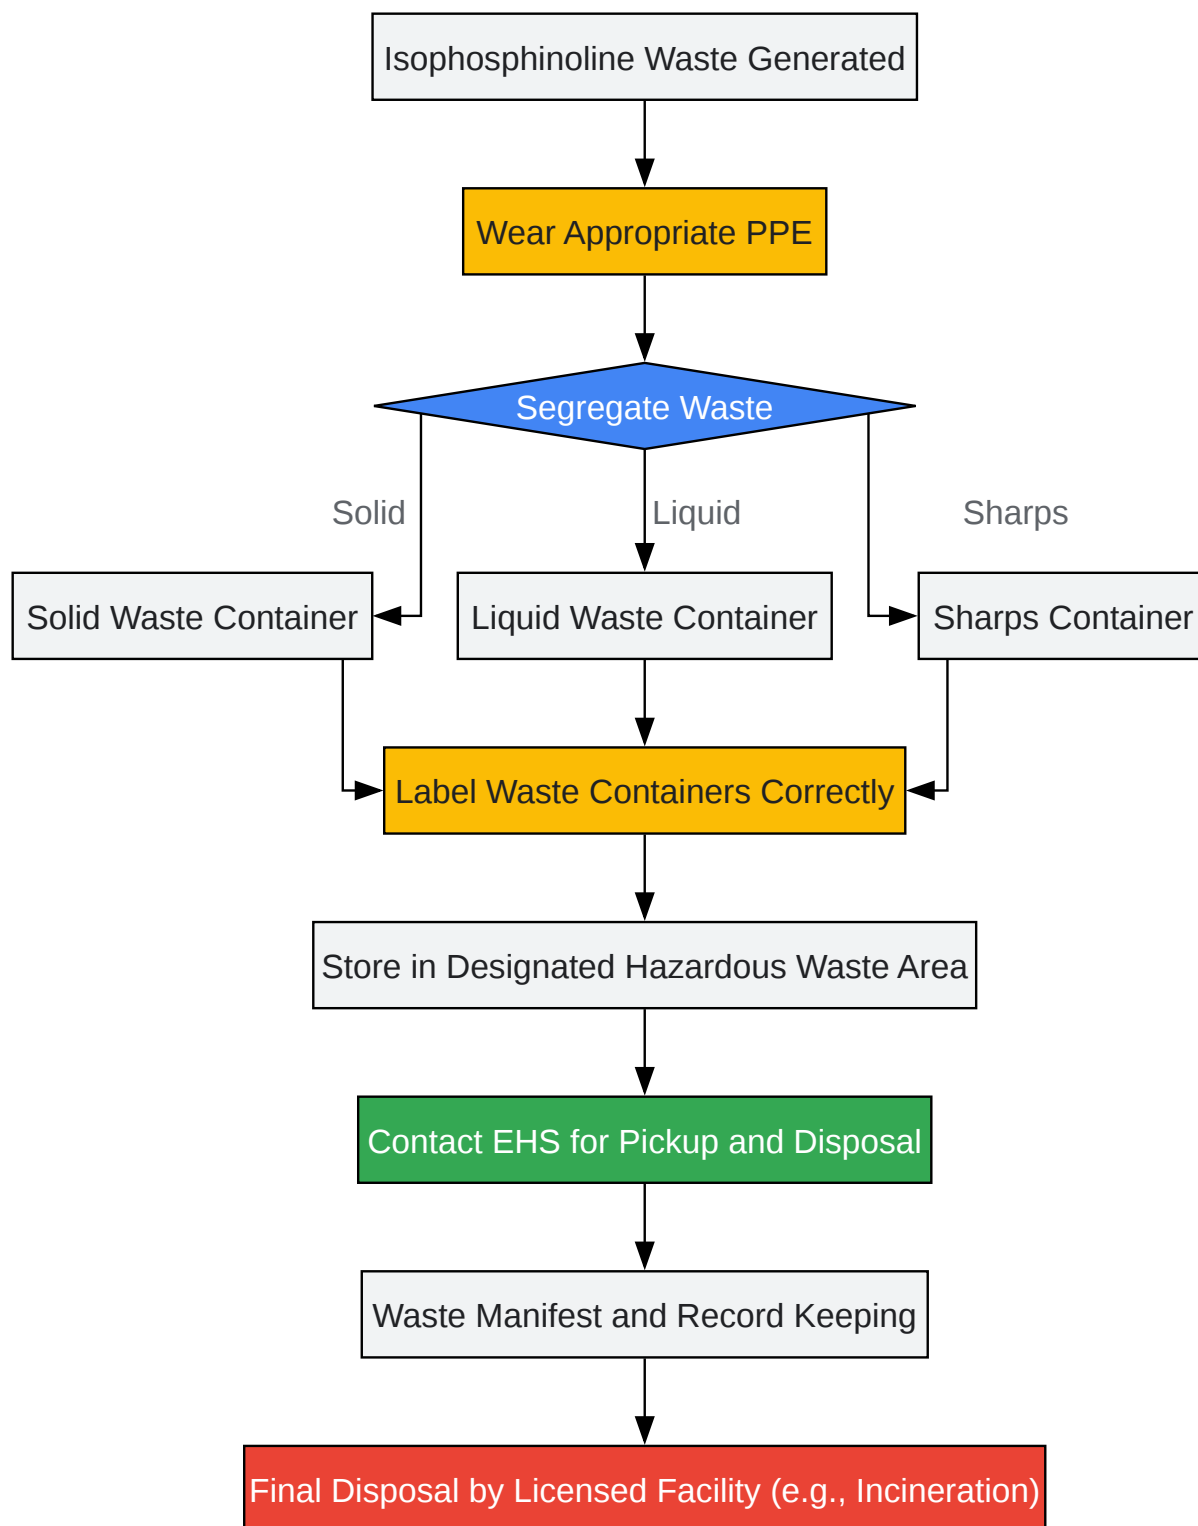 Isophosphinoline Waste Generated
Wear Appropriate PPE
Segregate Waste
Solid
Liquid
Sharps
Solid Waste Container
Liquid Waste Container
Sharps Container
Label Waste Containers Correctly
Store in Designated Hazardous Waste Area
Contact EHS for Pickup and Disposal
Waste Manifest and Record Keeping
Final Disposal by Licensed Facility (e.g., Incineration)